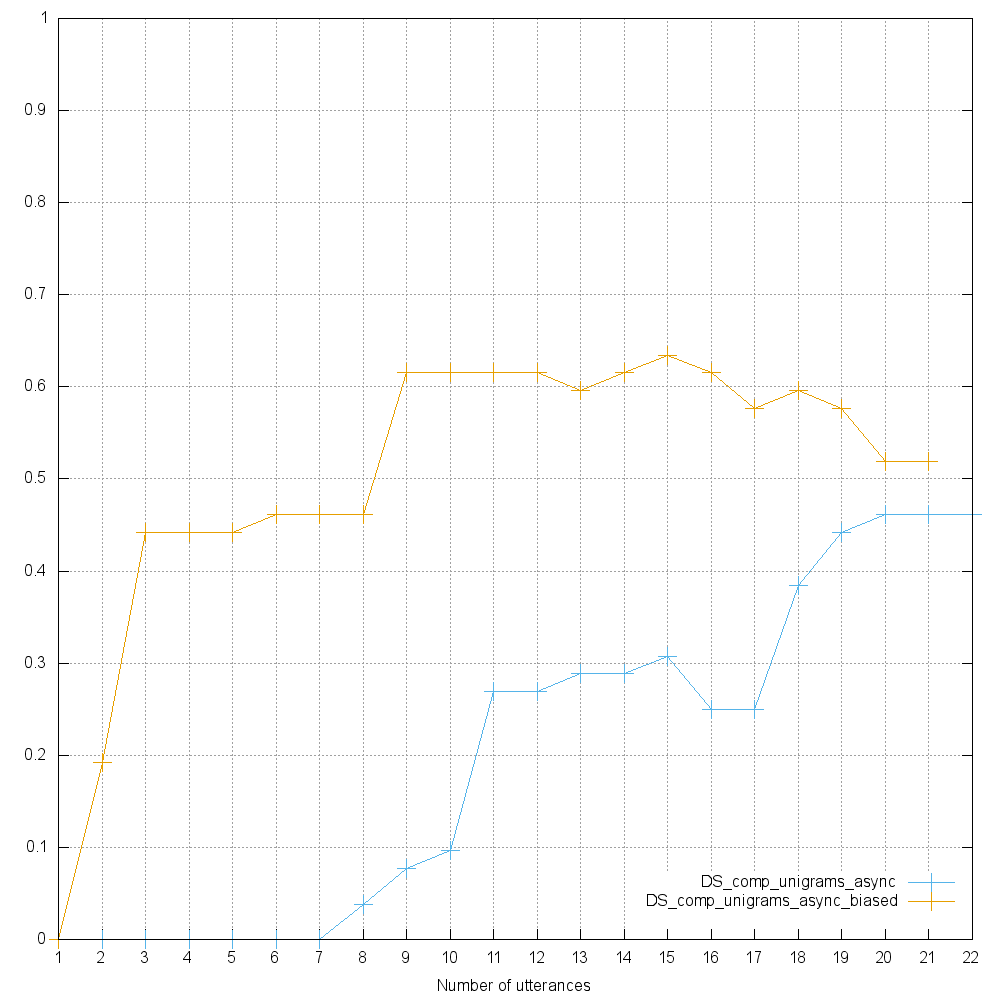 1
0.9
0.8
0.7
0.6
0.5
0.4
0.3
0.2
0.1
0
DS_comp_unigrams_async
DS_comp_unigrams_async_biased
1 2 3 4 5 6 7 8 9 10 11 12 13 14 15 16 17 18 19 20 21 22
Number of utterances